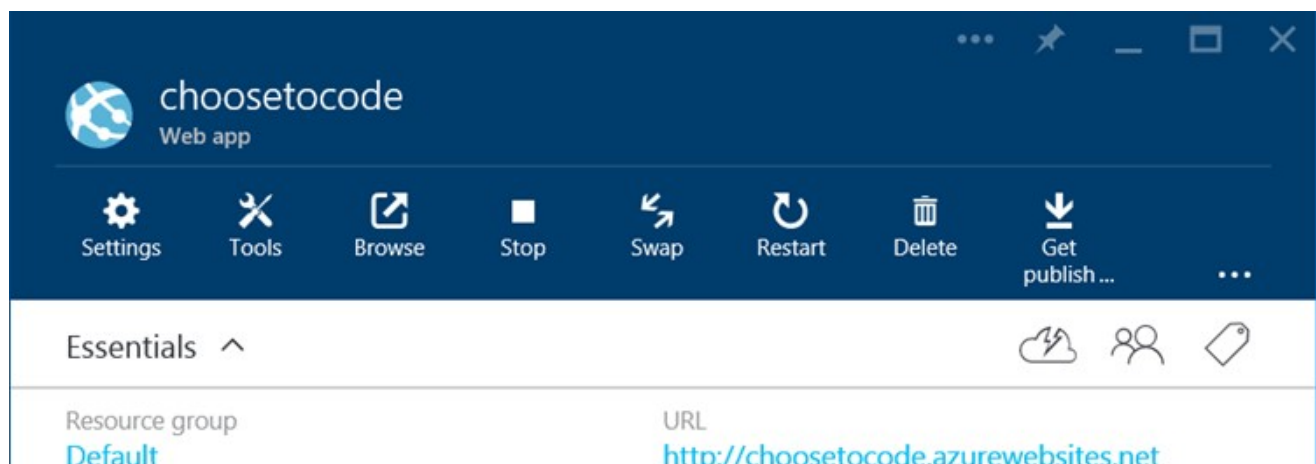 choosetocode
Web app
Settings
Tools
Browse
Stop
Swap
Restart
Delete
Get
publish ...
Essentials
Resource group
URL
Default
http://choosetocode.azurewebsites.net